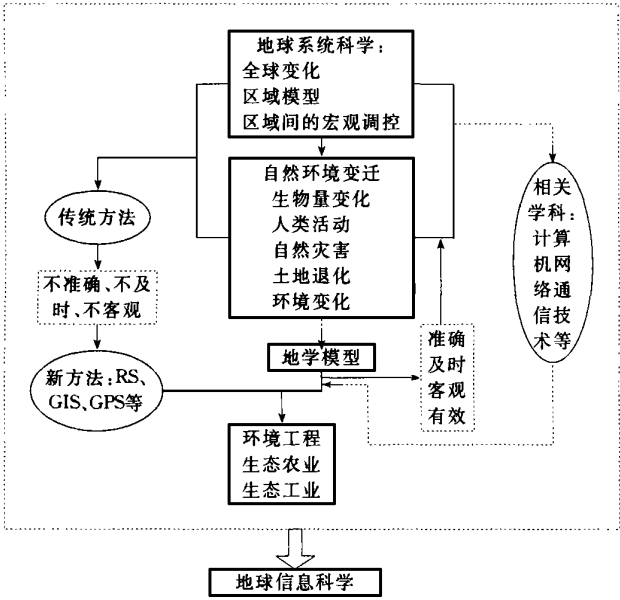 地球系统科学:
全球变化
区域模型
区域间的宏观调控
自然环境变迁
生物量变化
人类活动
自然灾害
土地退化
环境变化
传统方法
不准确、不及
时、不客观
新方法:RS、
GIS、GPS等
相关
学科:
计算
机网
络通
信技
术等
地学模型
准确
及时
客观
有效
环境工程
生态农业
生态工业
地球信息科学